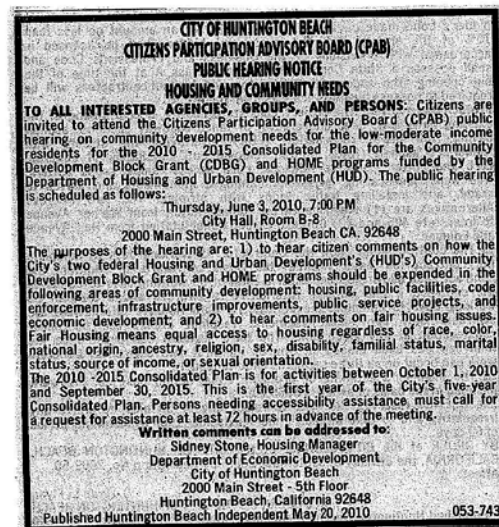 CITY OF HUNTINGTON BEACH
CITIZENS PARTICIPATION ADVISORY BOARD (CPAB)
PUBLIC HEARING NOTICE
HOUSING AND COMMUNITY NEEDS
TO ALL INTERESTED AGENCIES, GROUPS, AND PERSONS: Citizens are
invited to attend the Citizens Participation Advisory Board (CPAB) public
hearing on community development needs for the low-moderate income
residents for the 2010 - 2015 Consolidated Plan for the Community
Development Block Grant (CDBG) and HOME programs funded by the
Department of Housing and Urban Development (HUD). The public hearing
is scheduled as follows:
Thursday, June 3, 2010, 7:00 PM
City Hall, Room B-8
2000 Main Street, Huntington Beach CA. 92648
The purposes of the hearing are: 1) to hear citizen comments on how the
City's two federal Housing and Urban Development's (HUD's) Community
Development Block Grant and HOME programs should be expended in the
following areas of community development: housing, public facilities, code
enforcement, infrastructure improvements, public service projects, and
economic development; and 2) to hear comments on fair housing issues.
Fair Housing means equal access to housing regardless of race, color,
national origin, ancestry, religion, sex, disability, familial status, marital
status, source of income, or sexual orientation.
The 2010 -2015 Consolidated Plan is for activities between October 1, 2010
and September 30, 2015. This is the first year of the City's five-year
Consolidated Plan. Persons needing accessibility assistance must call for
a request for assistance at least 72 hours in advance of the meeting.
Written comments can be addressed to:
Sidney Stone, Housing Manager
Department of Economic Development
City of Huntington Beach
2000 Main Street - 5th Floor
Huntington Beach, California 92648
Published Huntington Beach Independent May 20, 2010 053-743